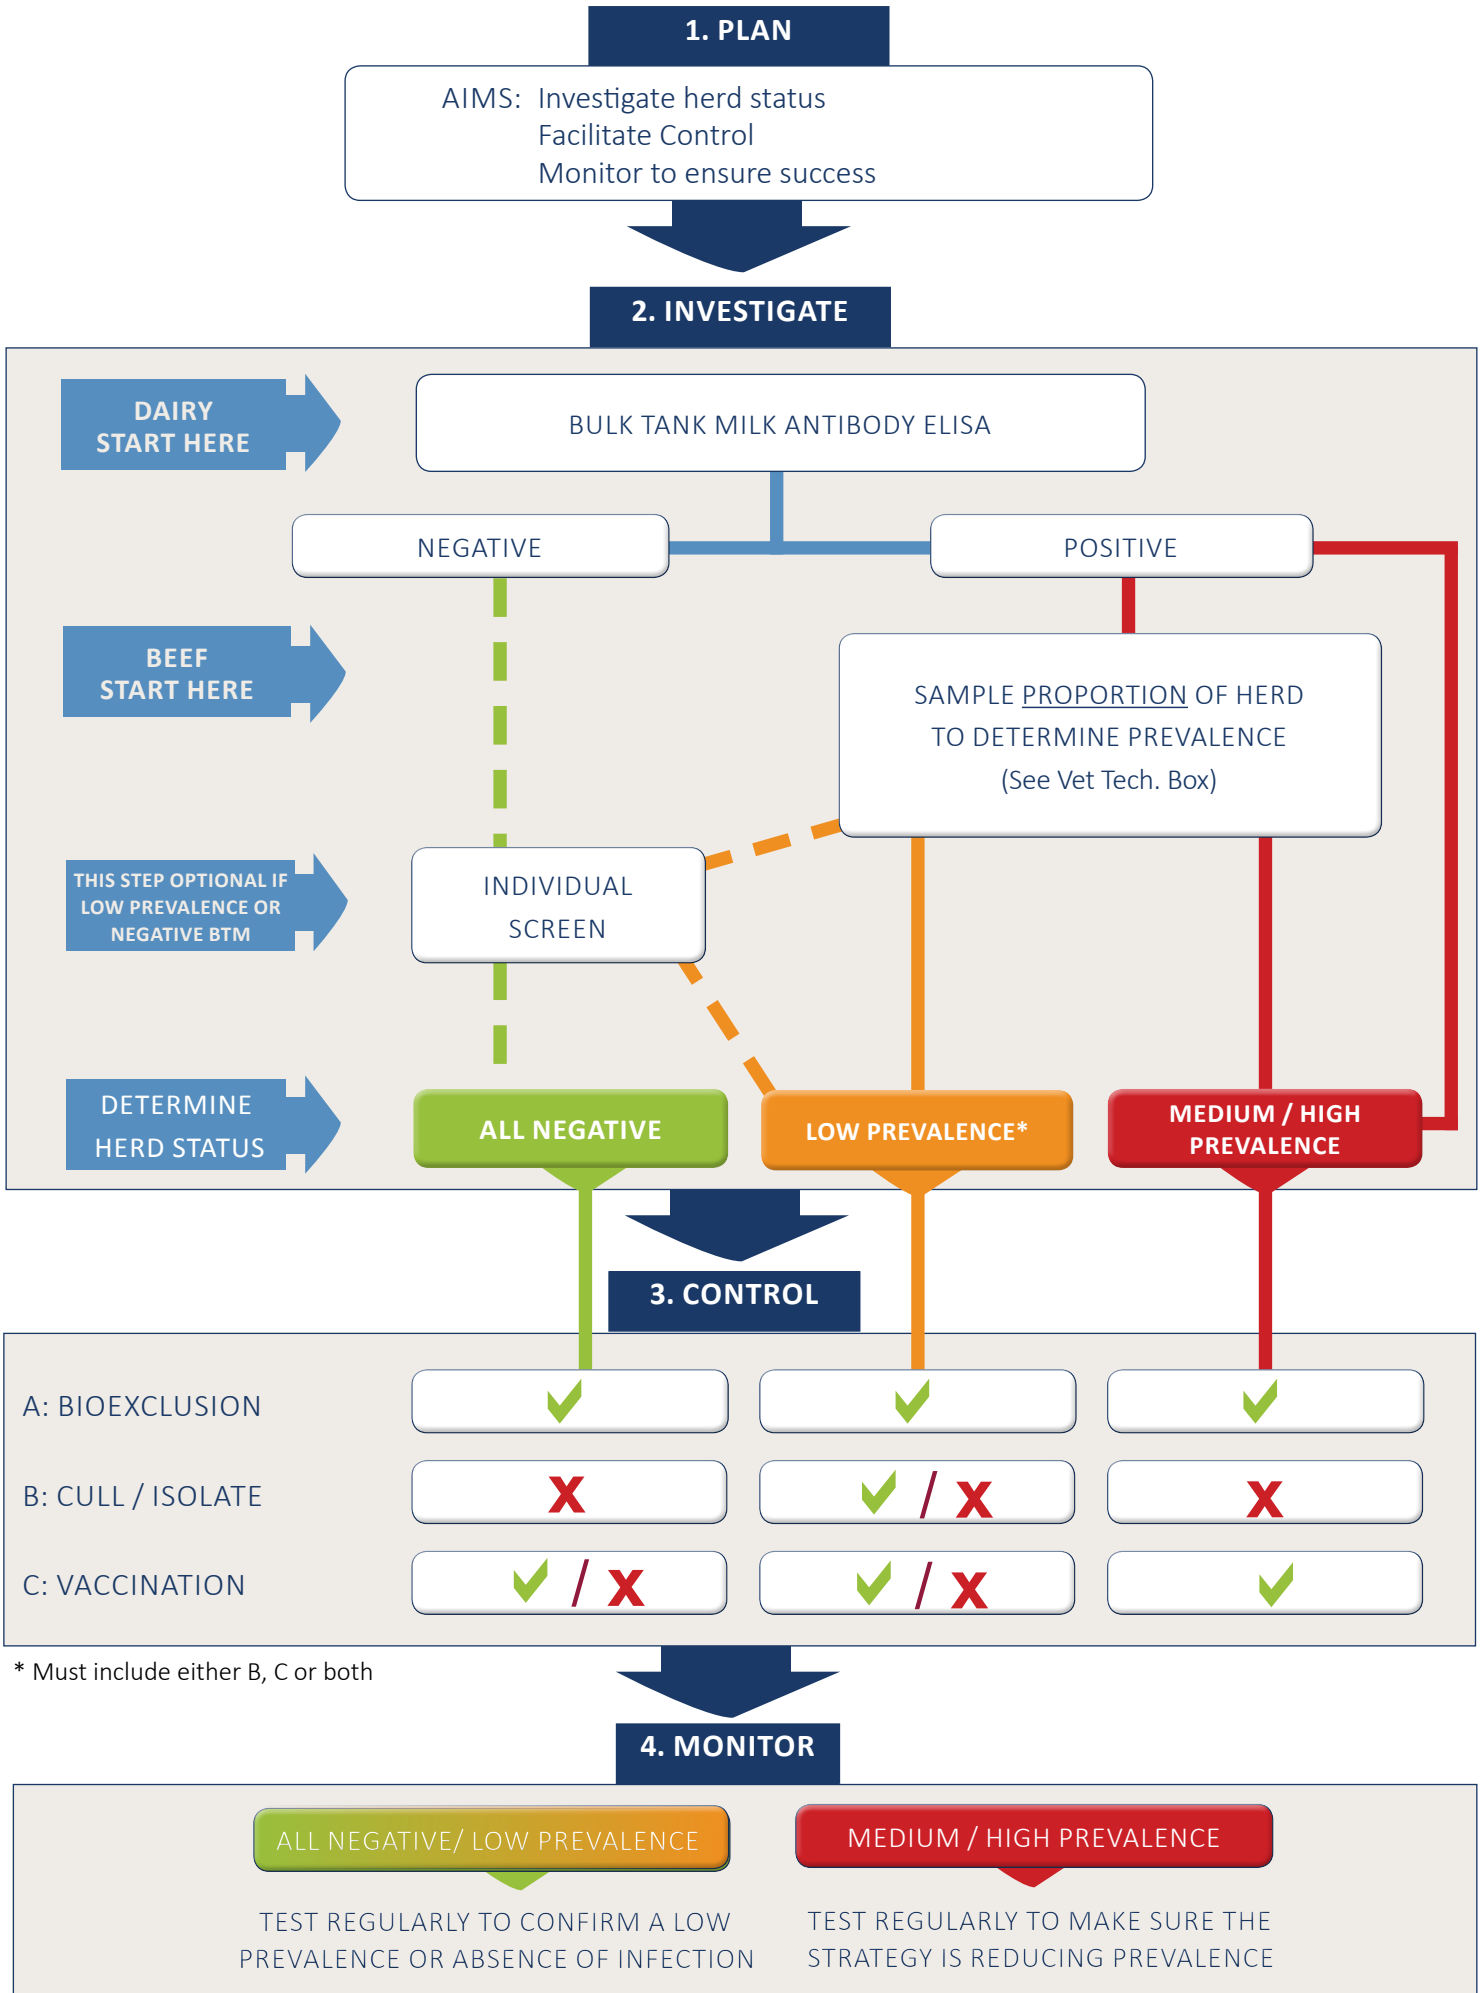 1. PLAN
AIMS: Investigate herd status
Facilitate Control
Monitor to ensure success
2. INVESTIGATE
DAIRY
START HERE
BULK TANK MILK ANTIBODY ELISA
NEGATIVE
POSITIVE
BEEF
START HERE
SAMPLE PROPORTION OF HERD
TO DETERMINE PREVALENCE
(See Vet Tech. Box)
THIS STEP OPTIONAL IF
LOW PREVALENCE OR
NEGATIVE BTM
INDIVIDUAL
SCREEN
DETERMINE
HERD STATUS
ALL NEGATIVE
LOW PREVALENCE*
MEDIUM / HIGH
PREVALENCE
3. CONTROL
A: BIOEXCLUSION
B: CULL / ISOLATE
C: VACCINATION
* Must include either B, C or both
4. MONITOR
ALL NEGATIVE/ LOW PREVALENCE
TEST REGULARLY TO CONFIRM A LOW
PREVALENCE OR ABSENCE OF INFECTION
MEDIUM / HIGH PREVALENCE
TEST REGULARLY TO MAKE SURE THE
STRATEGY IS REDUCING PREVALENCE